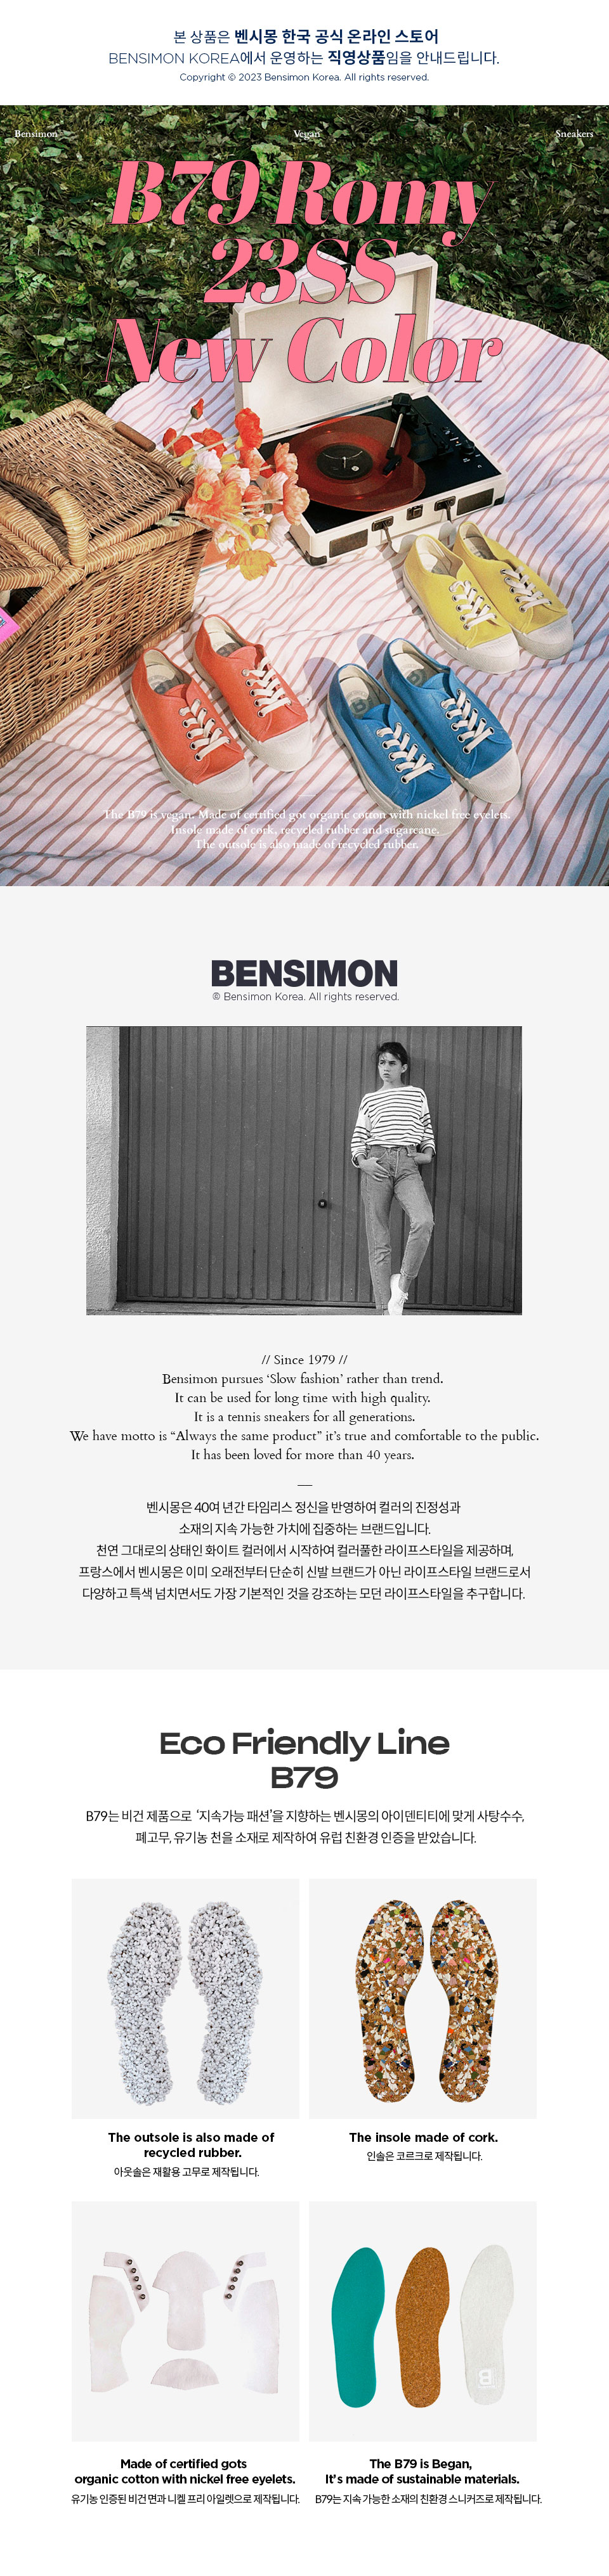 본 상품은 벤시몽 한국 공식 온라인 스토어
BENSIMON KOREA에서 운영하는 직영상품임을 안내드립니다.
Copyright © 2023 Bensimon Korea. All rights reserved.
Bensimon Vegan Sneakers
B79 Romy
23SS
New Color
The B79 is vegan. Made of certified got organic cotton with nickel free eyelets.
Insole made of cork, recycled rubber and sugarcane.
The outsole is also made of recycled rubber.
BENSIMON
© Bensimon Korea. All rights reserved.
// Since 1979 //
Bensimon pursues ‘Slow fashion’ rather than trend.
It can be used for long time with high quality.
It is a tennis sneakers for all generations.
We have motto is “Always the same product” it’s true and comfortable to the public.
It has been loved for more than 40 years.
벤시몽은 40여 년간 타임리스 정신을 반영하여 컬러의 진정성과
소재의 지속 가능한 가치에 집중하는 브랜드입니다.
천연 그대로의 상태인 화이트 컬러에서 시작하여 컬러풀한 라이프스타일을 제공하며,
프랑스에서 벤시몽은 이미 오래전부터 단순히 신발 브랜드가 아닌 라이프스타일 브랜드로서
다양하고 특색 넘치면서도 가장 기본적인 것을 강조하는 모던 라이프스타일을 추구합니다.
Eco Friendly Line
B79
B79는 비건 제품으로 ‘지속가능 패션’을 지향하는 벤시몽의 아이덴티티에 맞게 사탕수수,
폐고무, 유기농 천을 소재로 제작하여 유럽 친환경 인증을 받았습니다.
The outsole is also made of
recycled rubber.
아웃솔은 재활용 고무로 제작됩니다.
The insole made of cork.
인솔은 코르크로 제작됩니다.
Made of certified gots
organic cotton with nickel free eyelets.
유기농 인증된 비건 면과 니켈 프리 아일렛으로 제작됩니다.
The B79 is Began,
It's made of sustainable materials.
B79는 지속 가능한 소재의 친환경 스니커즈로 제작됩니다.